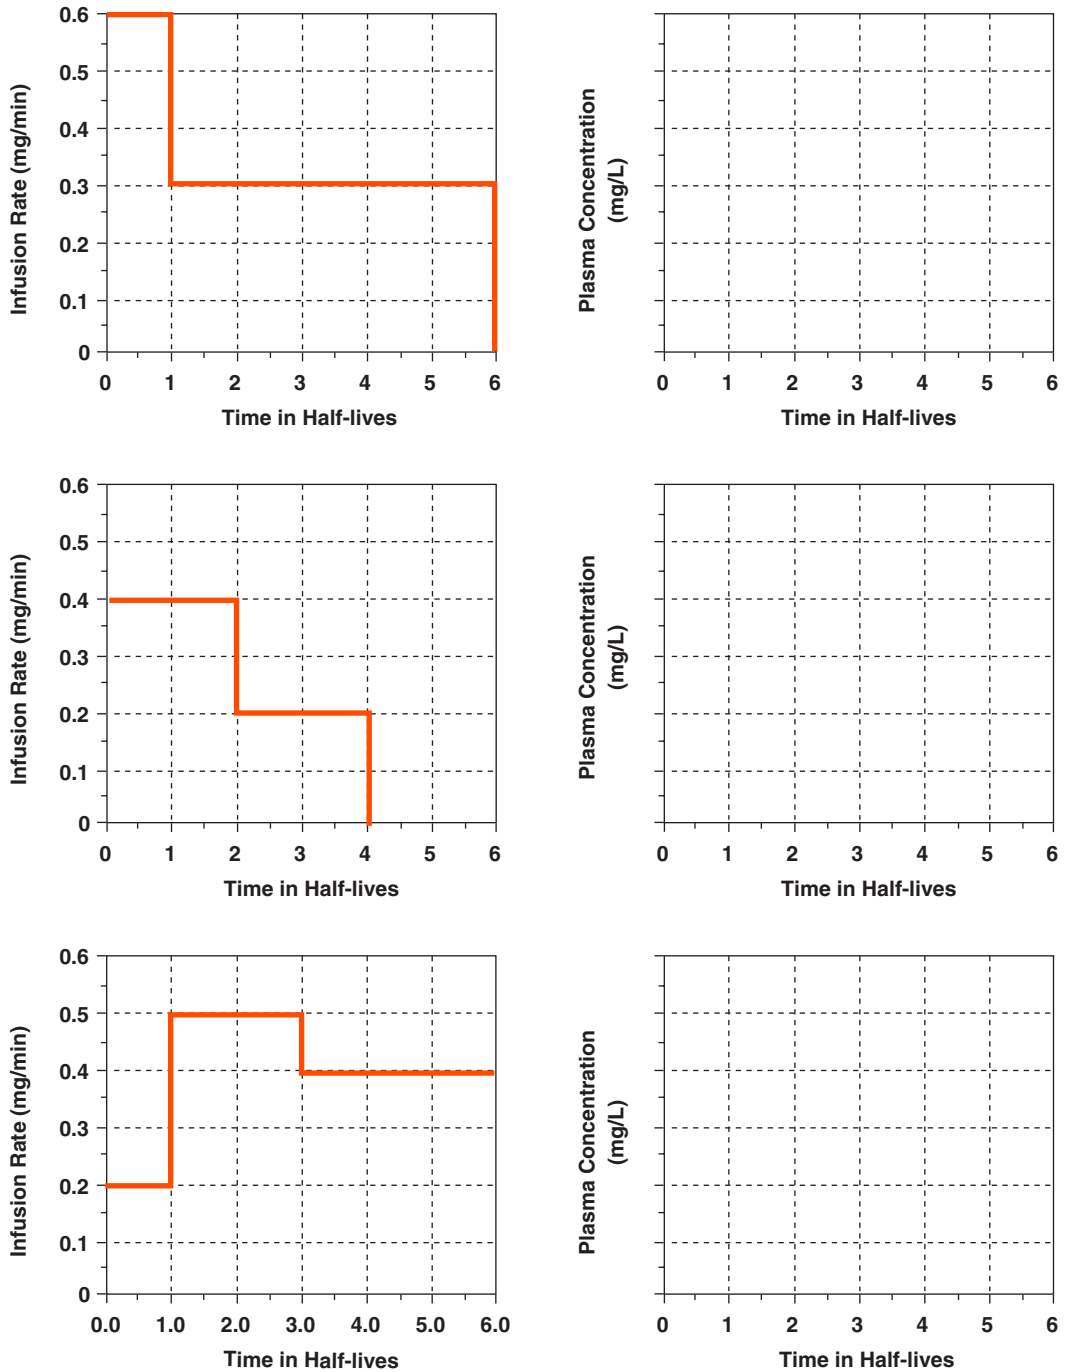 Infusion Rate (mg/min)
0.6
0.5
0.4
0.3
0.2
0.1
0
0 1 2 3 4 5 6
Time in Half-lives
Plasma Concentration
(mg/L)
0 1 2 3 4 5 6
Time in Half-lives
Infusion Rate (mg/min)
0.6
0.5
0.4
0.3
0.2
0.1
0
0 1 2 3 4 5 6
Time in Half-lives
Plasma Concentration
(mg/L)
0 1 2 3 4 5 6
Time in Half-lives
Infusion Rate (mg/min)
0.6
0.5
0.4
0.3
0.2
0.1
0
0.0 1.0 2.0 3.0 4.0 5.0 6.0
Time in Half-lives
Plasma Concentration
(mg/L)
0 1 2 3 4 5 6
Time in Half-lives